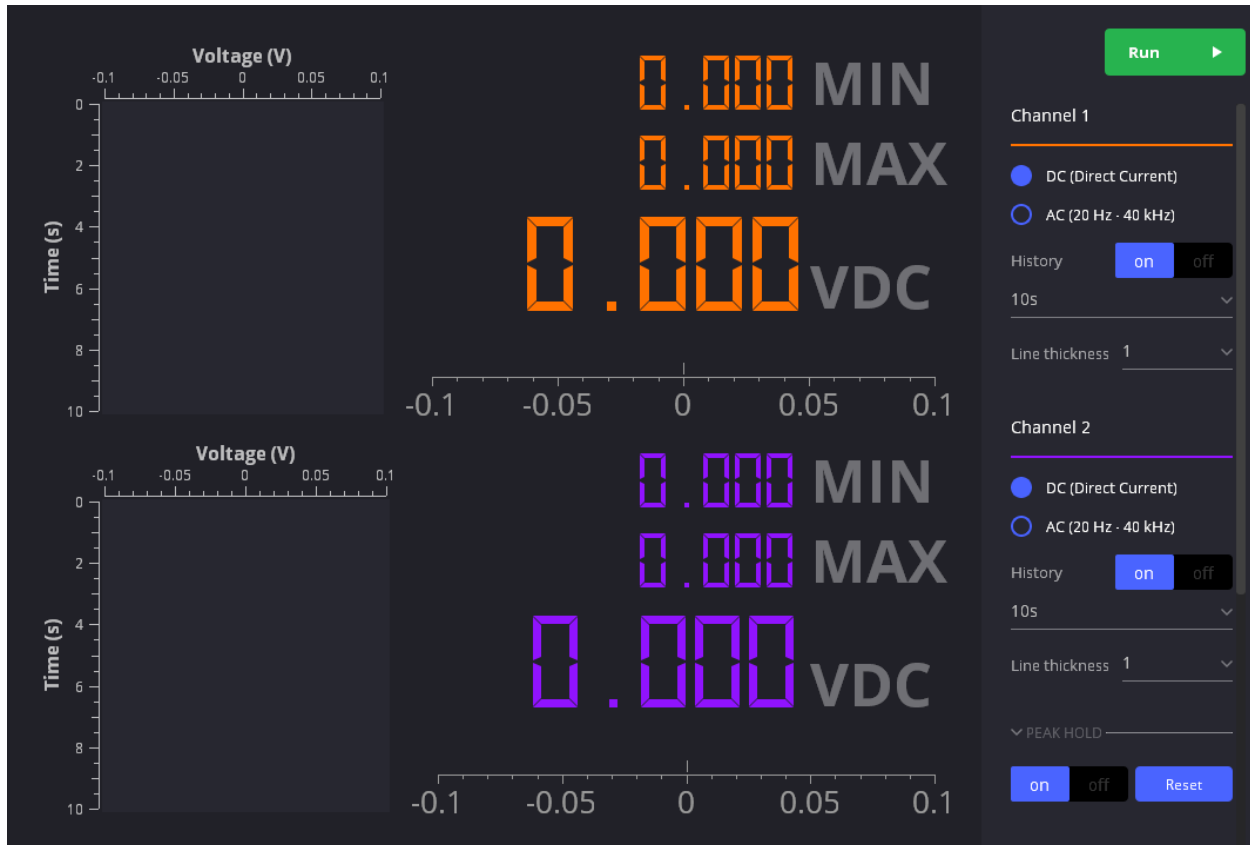 Voltage (V)
-0.1 -0.05 0 0.05 0.1
0
2
4
6
8
10
Time (s)
0.000 MIN
0.000 MAX
0.000 VDC
-0.1 -0.05 0 0.05 0.1
Voltage (V)
-0.1 -0.05 0 0.05 0.1
0
2
4
6
8
10
Time (s)
0.000 MIN
0.000 MAX
0.000 VDC
-0.1 -0.05 0 0.05 0.1
Run
Channel 1
DC (Direct Current)
AC (20 Hz - 40 kHz)
History on off
10s
Line thickness 1
Channel 2
DC (Direct Current)
AC (20 Hz - 40 kHz)
History on off
10s
Line thickness 1
PEAK HOLD
on off Reset